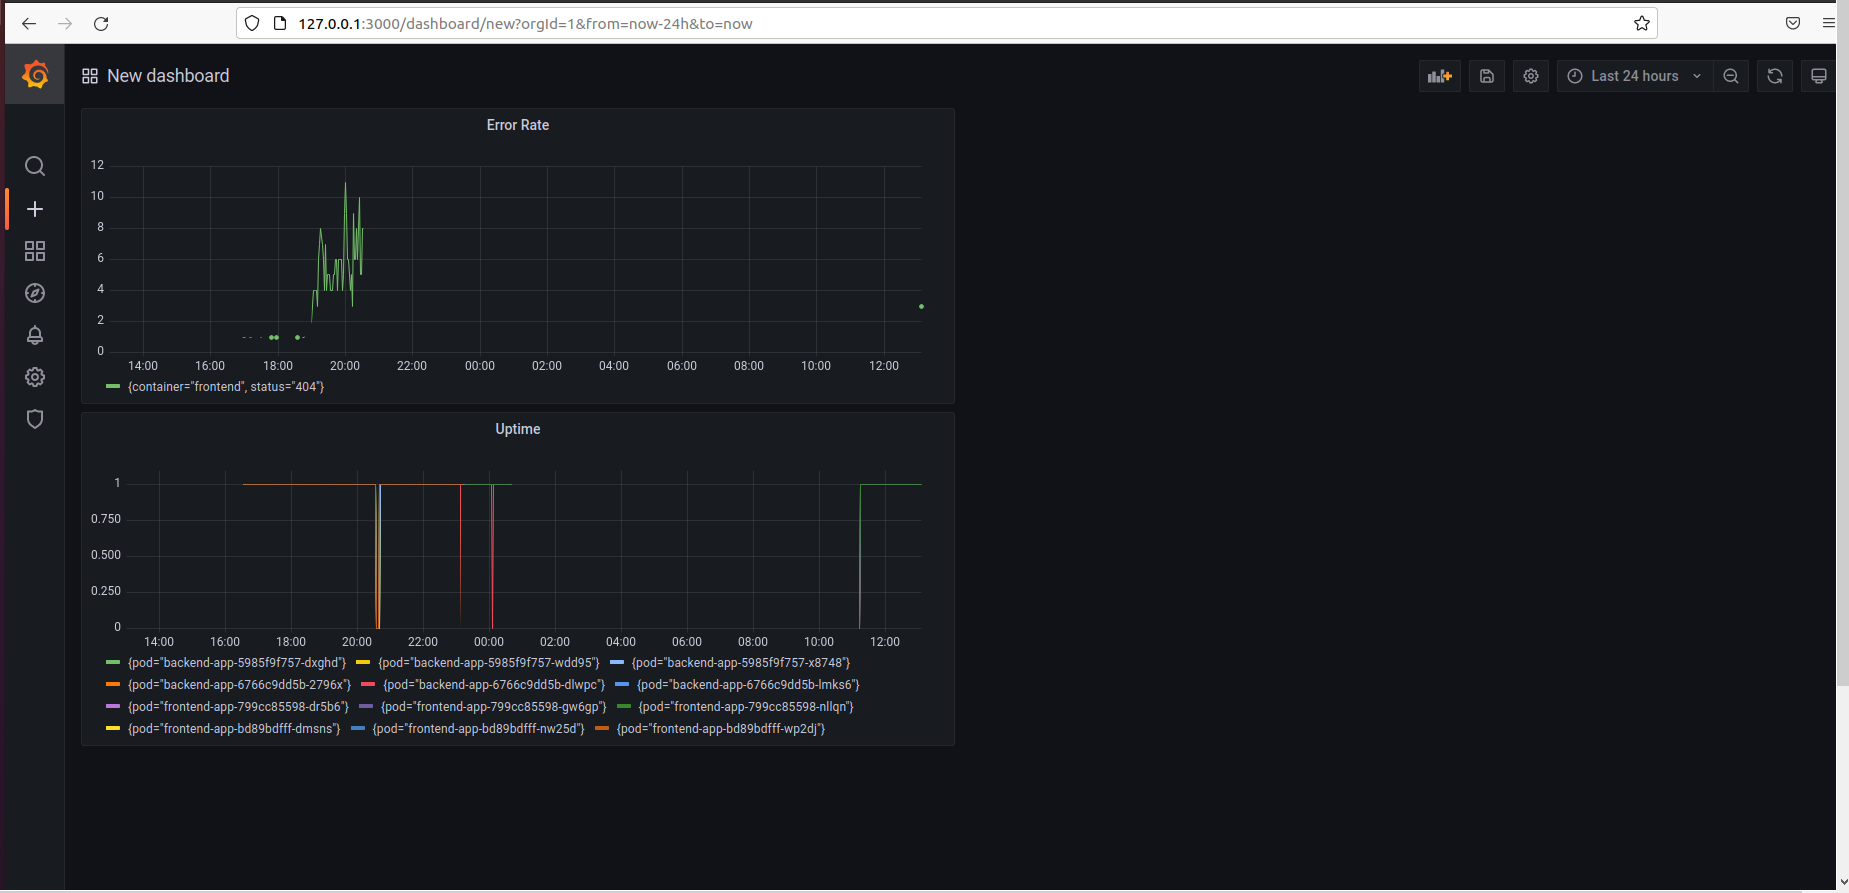 127.0.0.1:3000/dashboard/new?orgId=1&from=now-24h&to=now
New dashboard
Last 24 hours
Error Rate
12
10
8
6
4
2
0
14:00 16:00 18:00 20:00 22:00 00:00 02:00 04:00 06:00 08:00 10:00 12:00
{container="frontend", status="404"}
Uptime
1
0.750
0.500
0.250
0
14:00 16:00 18:00 20:00 22:00 00:00 02:00 04:00 06:00 08:00 10:00 12:00
{pod="backend-app-5985f9f757-dxghd"} {pod="backend-app-5985f9f757-wdd95"} {pod="backend-app-5985f9f757-x8748"}
{pod="backend-app-6766c9dd5b-2796x"} {pod="backend-app-6766c9dd5b-dlwpc"} {pod="backend-app-6766c9dd5b-lmks6"}
{pod="frontend-app-799cc85598-dr5b6"} {pod="frontend-app-799cc85598-gw6gp"} {pod="frontend-app-799cc85598-nllqn"}
{pod="frontend-app-bd89bdfff-dmsns"} {pod="frontend-app-bd89bdfff-nw25d"} {pod="frontend-app-bd89bdfff-wp2dj"}